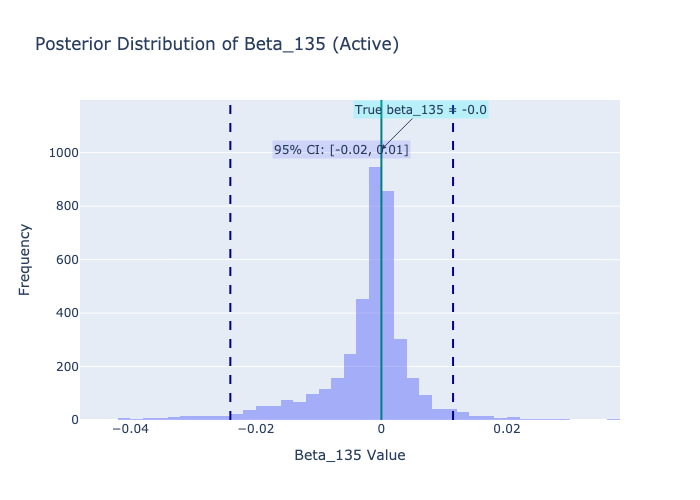 Posterior Distribution of Beta_135 (Active)
True beta_135 = -0.0
95% CI: [-0.02, 0.01]
1000
800
600
400
200
0
Frequency
−0.04
−0.02
0
0.02
Beta_135 Value